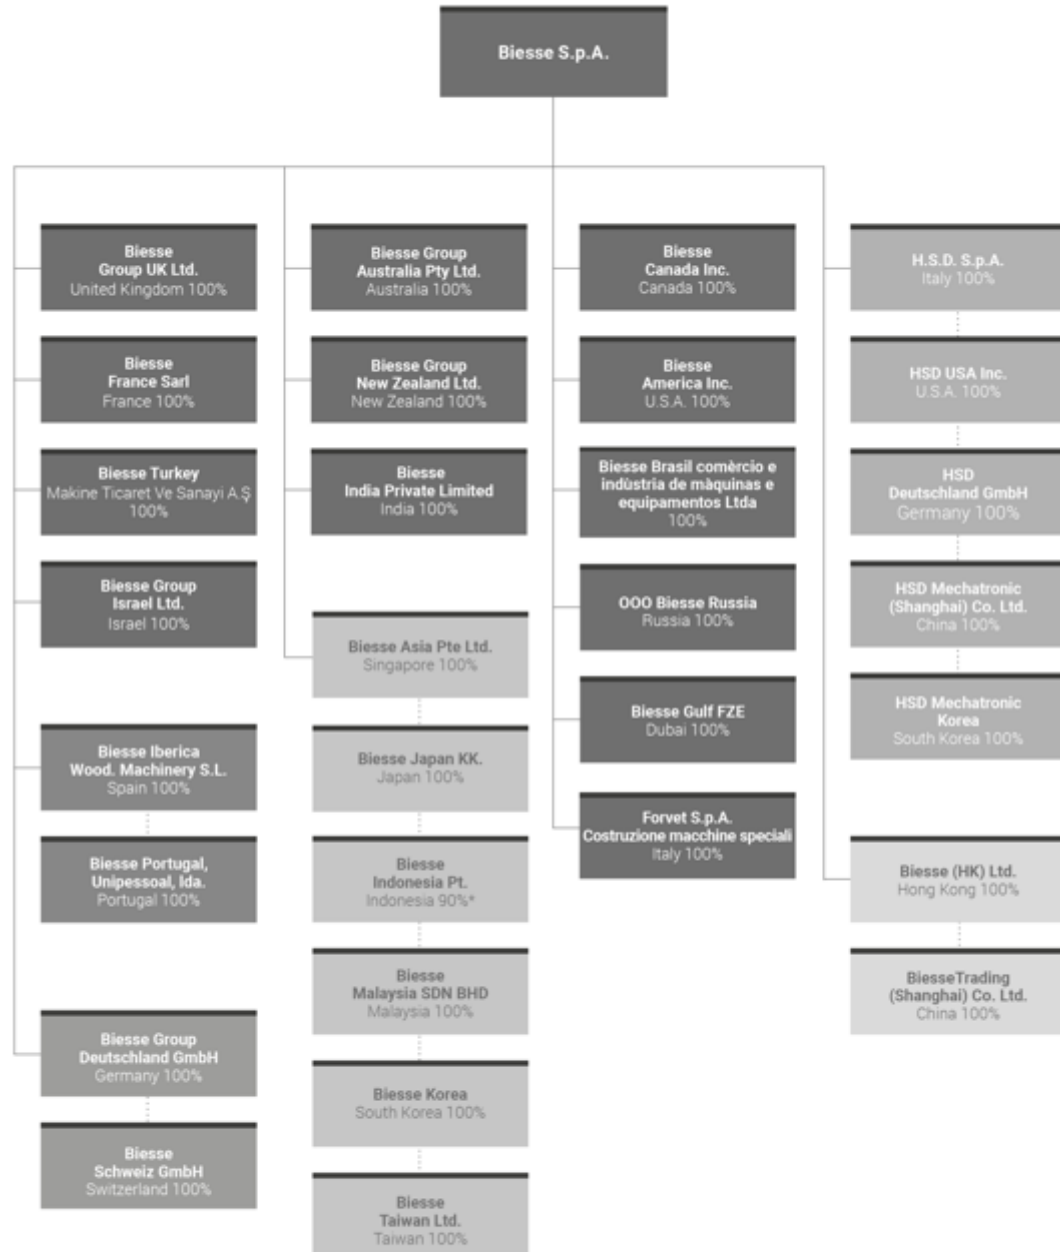 Biesse S.p.A.
Biesse
Group UK Ltd.
United Kingdom 100%
Biesse
France Sarl
France 100%
Biesse Turkey
Makine Ticaret Ve Sanayi A.Ş
100%
Biesse Group
Israel Ltd.
Israel 100%
Biesse Iberica
Wood. Machinery S.L.
Spain 100%
Biesse Portugal,
Unipessoal, lda.
Portugal 100%
Biesse Group
Deutschland GmbH
Germany 100%
Biesse
Schweiz GmbH
Switzerland 100%
Biesse Group
Australia Pty Ltd.
Australia 100%
Biesse Group
New Zealand Ltd.
New Zealand 100%
Biesse
India Private Limited
India 100%
Biesse Asia Pte Ltd.
Singapore 100%
Biesse Japan KK.
Japan 100%
Biesse
Indonesia Pt.
Indonesia 90%*
Biesse
Malaysia SDN BHD
Malaysia 100%
Biesse Korea
South Korea 100%
Biesse
Taiwan Ltd.
Taiwan 100%
Biesse
Canada Inc.
Canada 100%
Biesse
America Inc.
U.S.A. 100%
Biesse Brasil comèrcio e
indùstria de màquinas e
equipamentos Ltda
100%
OOO Biesse Russia
Russia 100%
Biesse Gulf FZE
Dubai 100%
Forvet S.p.A.
Costruzione macchine speciali
Italy 100%
H.S.D. S.p.A.
Italy 100%
HSD USA Inc.
U.S.A. 100%
HSD
Deutschland GmbH
Germany 100%
HSD Mechatronic
(Shanghai) Co. Ltd.
China 100%
HSD Mechatronic
Korea
South Korea 100%
Biesse (HK) Ltd.
Hong Kong 100%
BiesseTrading
(Shanghai) Co. Ltd.
China 100%